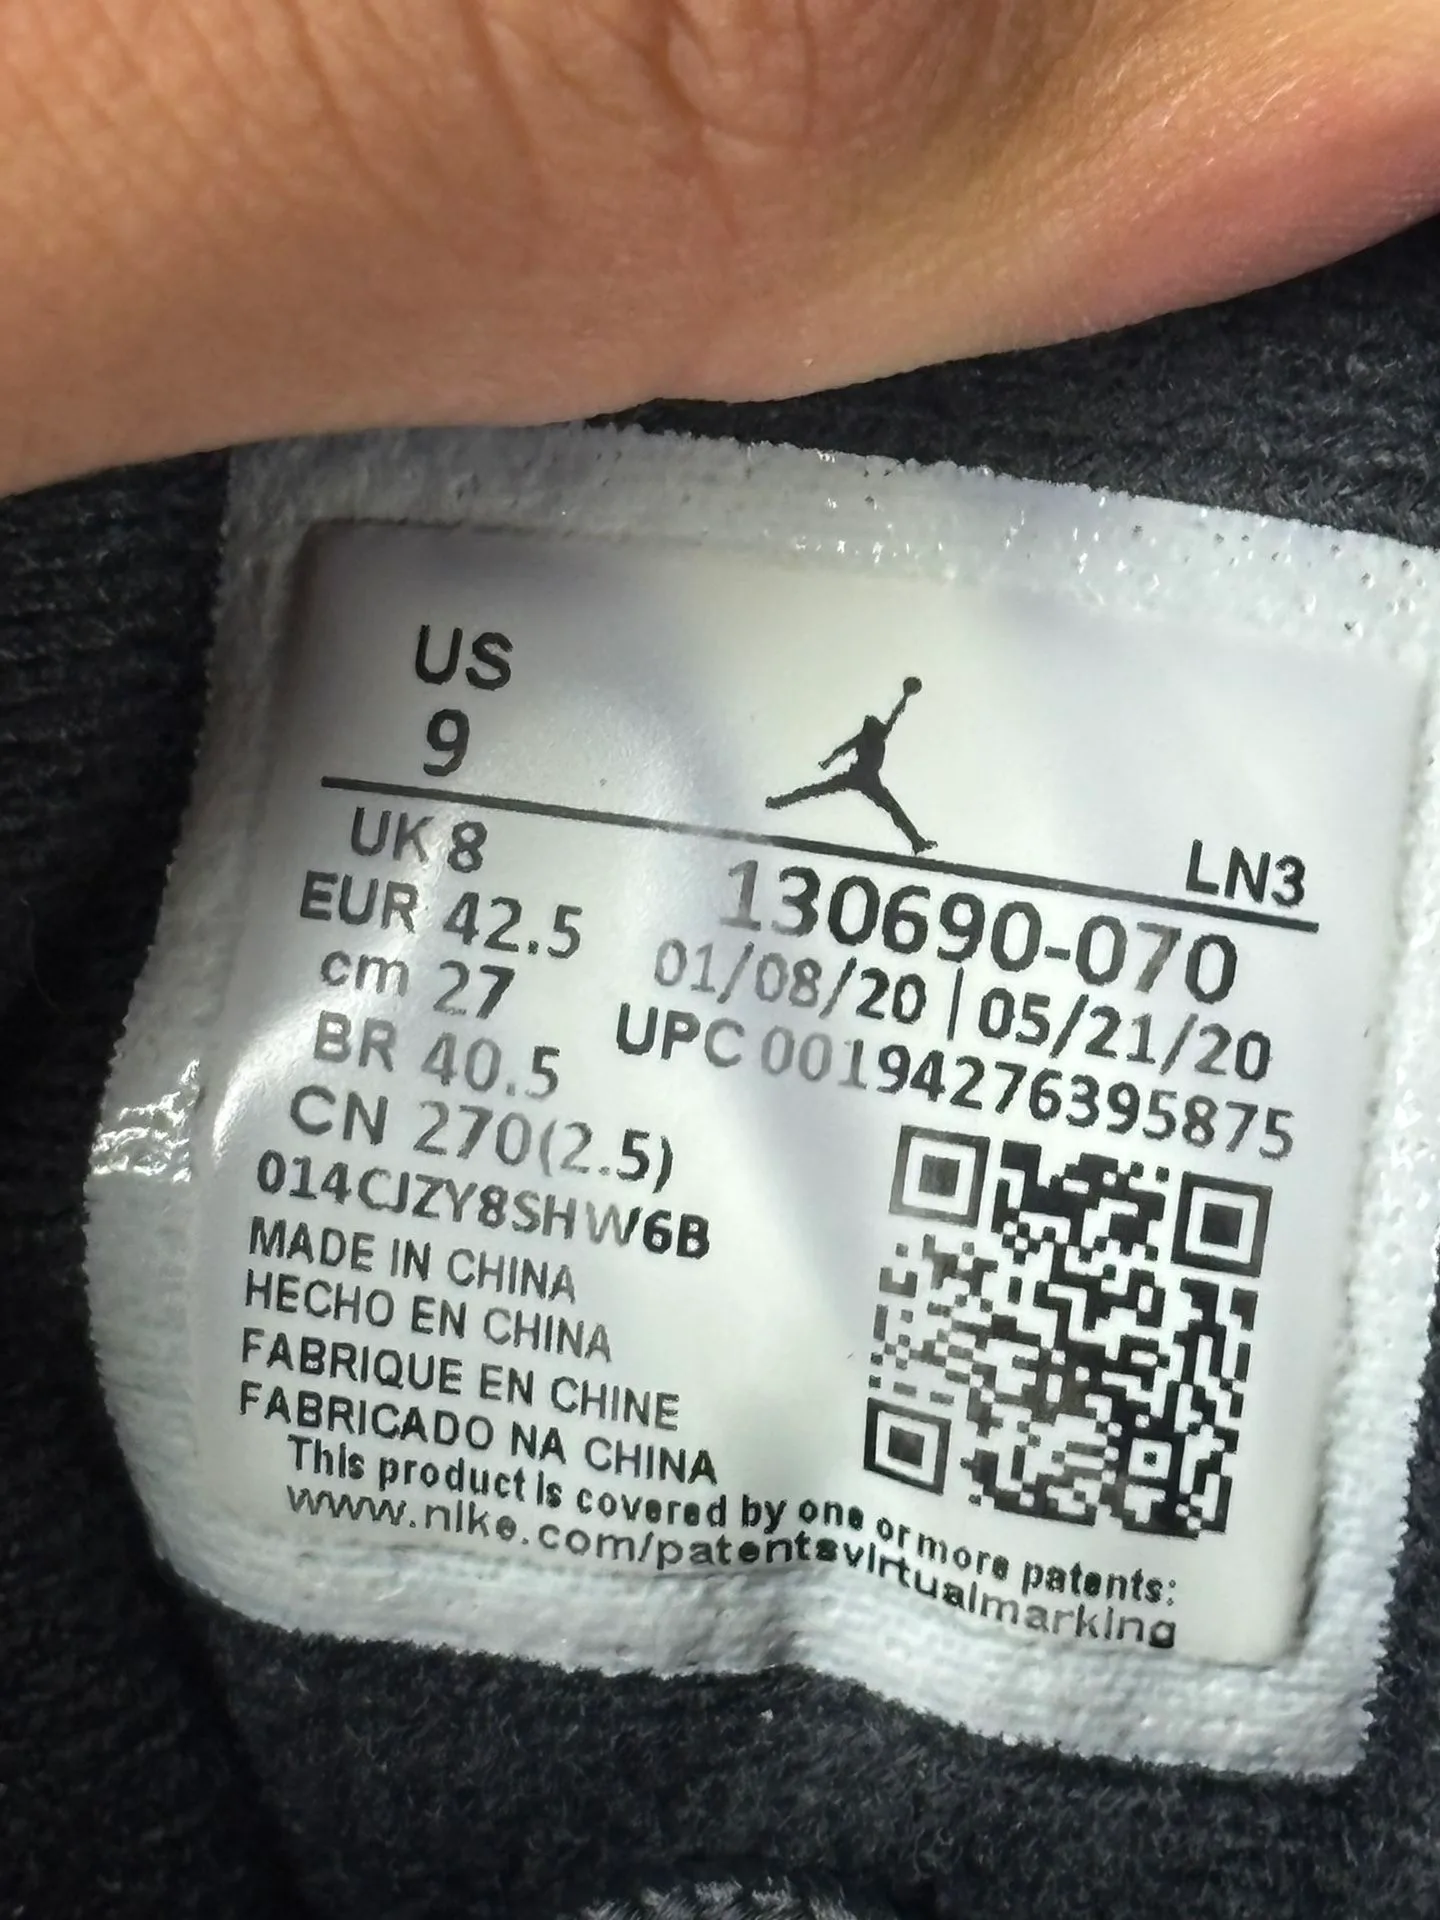 US
9
LN3
UK 8
EUR 42.5
cm 27
BR 40.5
CN 270(2.5)
014CJZY8SHW6B
130690-070
01/08/20 | 05/21/20
UPC 00194276395875
MADE IN CHINA
HECHO EN CHINA
FABRIQUE EN CHINE
FABRICADO NA CHINA
This product is covered by one or more patents:
www.nike.com/patentsvirtualmarking